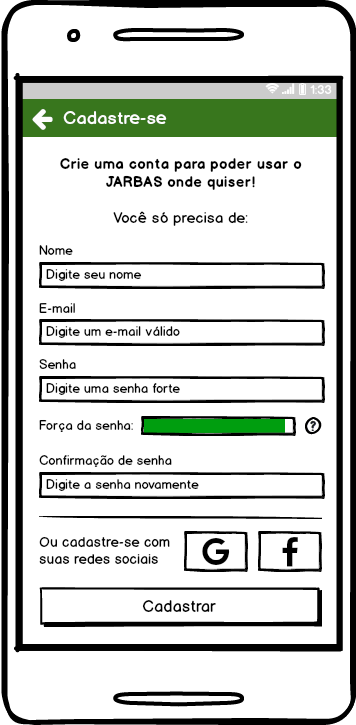 1:33
Cadastre-se
Crie uma conta para poder usar o
JARBAS onde quiser!
Você só precisa de:
Nome
Digite seu nome
E-mail
Digite um e-mail válido
Senha
Digite uma senha forte
Força da senha: ?
Confirmação de senha
Digite a senha novamente
Ou cadastre-se com
suas redes sociais
G f
Cadastrar